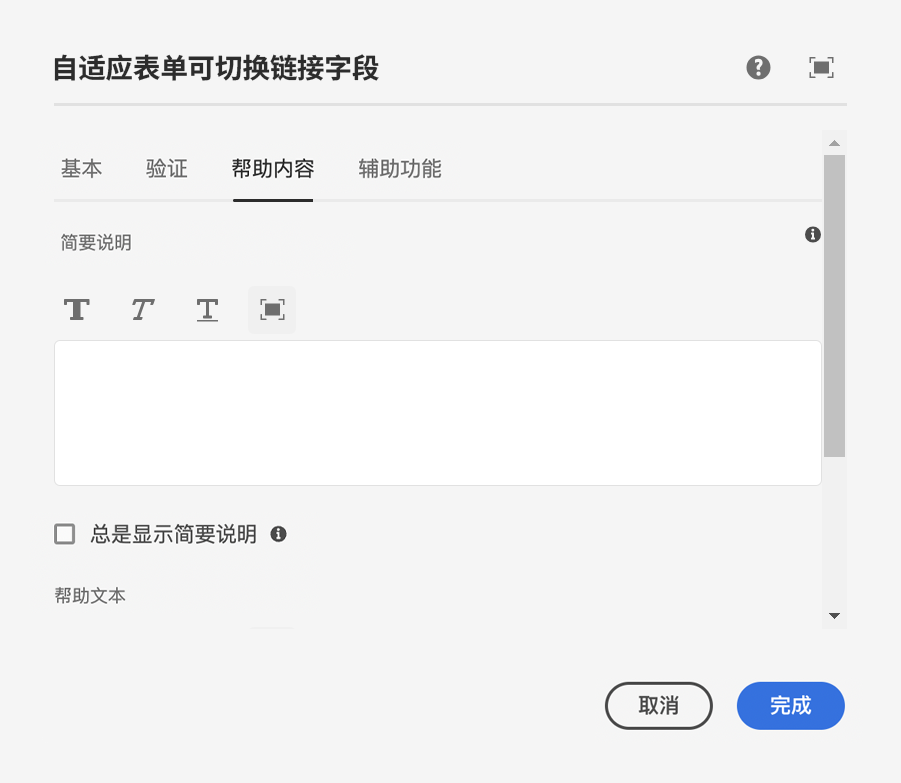 自适应表单可切换链接字段
基本 验证 帮助内容 辅助功能
简要说明
总是显示简要说明
帮助文本
取消 完成